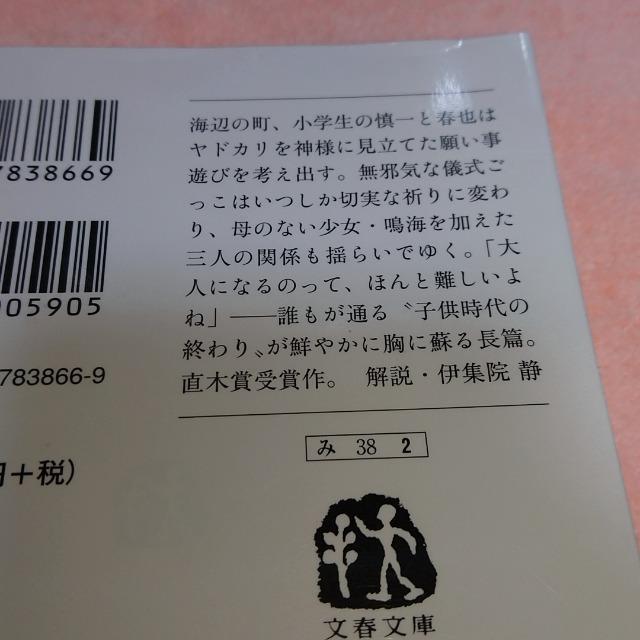 海辺の町、小学生の慎一と春也は
ヤドカリを神様に見立てた願い事
遊びを考え出す。無邪気な儀式ご
っこはいつしか切実な祈りに変わ
り、母のない少女・鳴海を加えた
三人の関係も揺らいでゆく。「大
人になるのって、ほんと難しいよ
ね」――誰もが通る〝子供時代の
終わり〟が鮮やかに胸に蘇る長篇。
直木賞受賞作。 解説・伊集院 静
7838669
005905
783866-9
円+税)
み 38 2
文春文庫